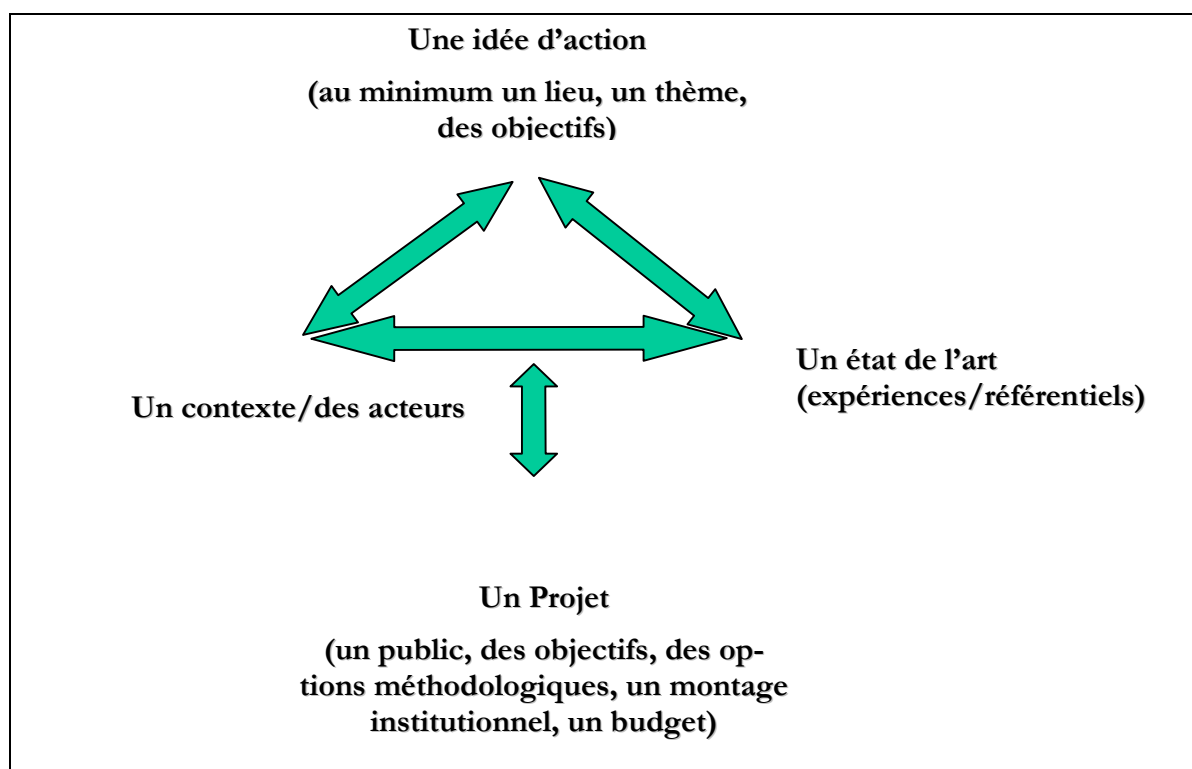 Une idée d’action
(au minimum un lieu, un thème,
des objectifs)
Un contexte/des acteurs
Un état de l’art
(expériences/référentiels)
Un Projet
(un public, des objectifs, des op-
tions méthodologiques, un montage
institutionnel, un budget)